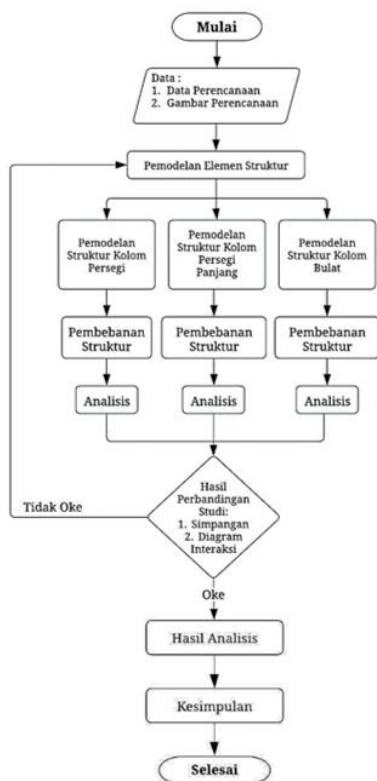 Mulai
Data :
1. Data Perencanaan
2. Gambar Perencanaan
Pemodelan Elemen Struktur
Pemodelan
Struktur Kolom
Persegi
Pemodelan
Struktur Kolom
Persegi
Panjang
Pemodelan
Struktur Kolom
Bulat
Pembebanan
Struktur
Pembebanan
Struktur
Pembebanan
Struktur
Analisis
Analisis
Analisis
Hasil
Perbandingan
Studi:
1. Simpangan
2. Diagram
Interaksi
Tidak Oke
Oke
Hasil Analisis
Kesimpulan
Selesai